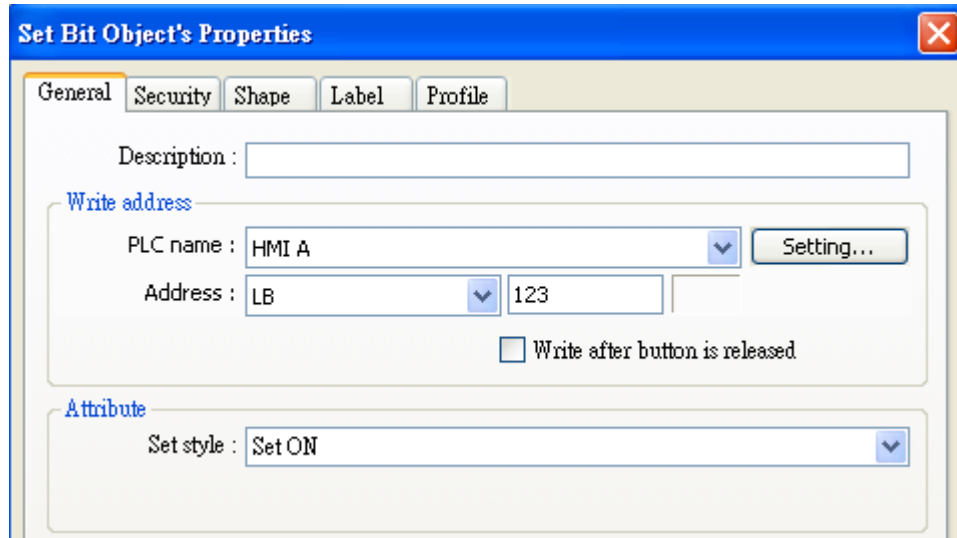 Set Bit Object's Properties
General Security Shape Label Profile
Description :
Write address
PLC name : HMI A Setting...
Address : LB 123
Write after button is released
Attribute
Set style : Set ON